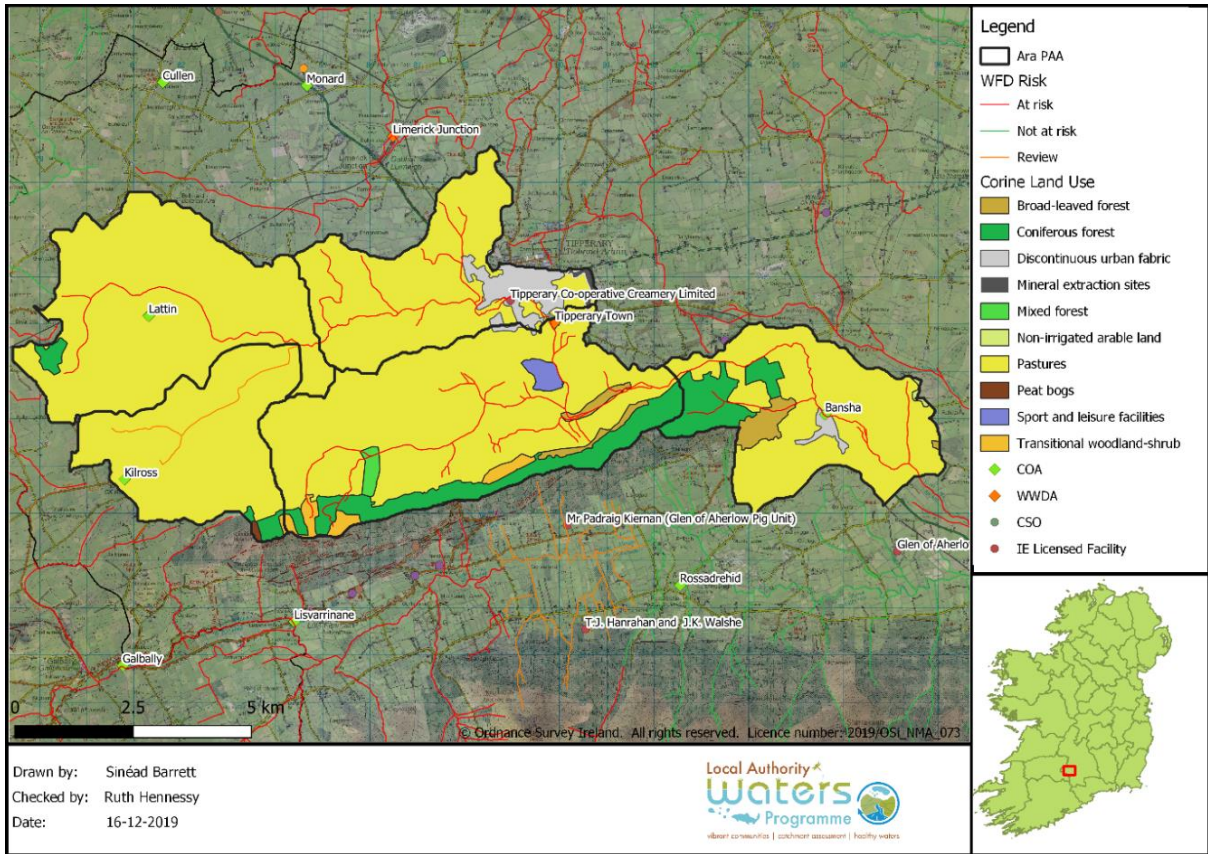 Cullen
Monard
Limerick Junction
TIPPERARY
Tipperary Co-operative Creamery Limited
Tipperary Town
Lattin
Bansha
Kilross
Mr Padraig Kiernan (Glen of Aherlow Pig Unit)
Glen of Aherlo
Rossadrehid
Lisvarrinane
T.J. Hanrahan and J.K. Walshe
Galbally
0 2.5 5 km
© Ordnance Survey Ireland. All rights reserved. Licence number: 2019/OSi_NMA_073
Legend
Ara PAA
WFD Risk
At risk
Not at risk
Review
Corine Land Use
Broad-leaved forest
Coniferous forest
Discontinuous urban fabric
Mineral extraction sites
Mixed forest
Non-irrigated arable land
Pastures
Peat bogs
Sport and leisure facilities
Transitional woodland-shrub
COA
WWDA
CSO
IE Licensed Facility
Drawn by: Sinéad Barrett
Checked by: Ruth Hennessy
Date: 16-12-2019
Local Authority
Waters
Programme
vibrant communities | catchment assessment | healthy waters